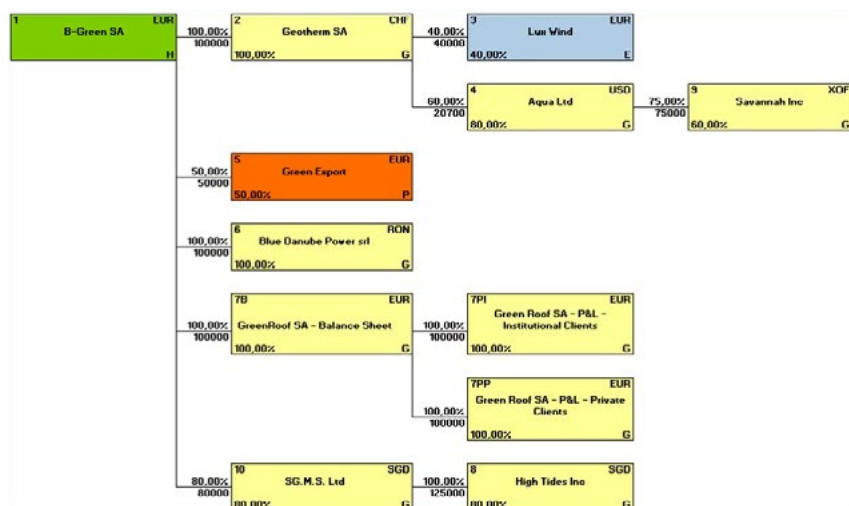 1 EUR
B-Green SA
H
100,00%
100000
2 CHF
Geotherm SA
100,00% G
40,00%
40000
3 EUR
Lux Wind
40,00% E
60,00%
20700
4 USD
Aqua Ltd
80,00% G
75,00%
75000
9 XOF
Savannah Inc
60,00% G
50,00%
50000
5 EUR
Green Export
50,00% P
100,00%
100000
6 RON
Blue Danube Power srl
100,00% G
100,00%
100000
7B EUR
GreenRoof SA - Balance Sheet
100,00% G
100,00%
100000
7PI EUR
Green Roof SA - P&L -
Institutional Clients
100,00% G
100,00%
100000
7PP EUR
Green Roof SA - P&L - Private
Clients
100,00% G
80,00%
80000
10 SGD
SG.M.S. Ltd
80,00% G
100,00%
125000
8 SGD
High Tides Inc
80,00% G